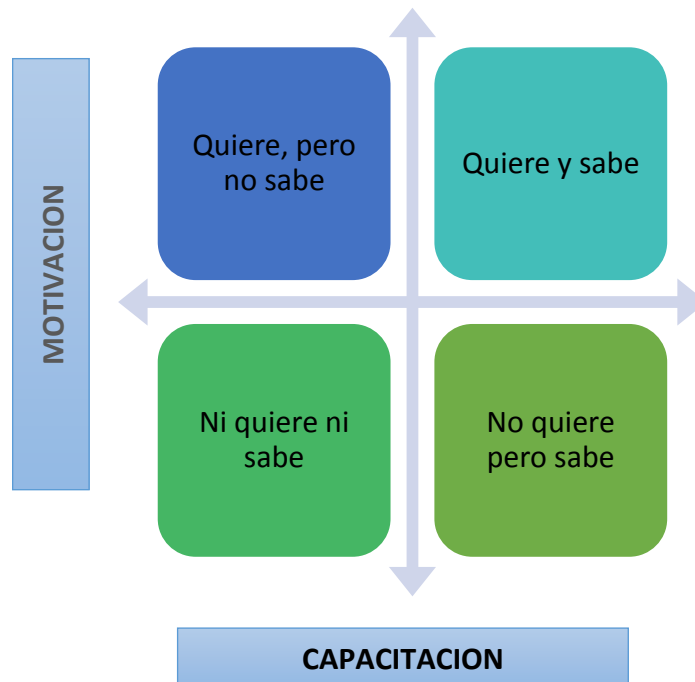 MOTIVACION
Quiere, pero
no sabe
Quiere y sabe
Ni quiere ni
sabe
No quiere
pero sabe
CAPACITACION